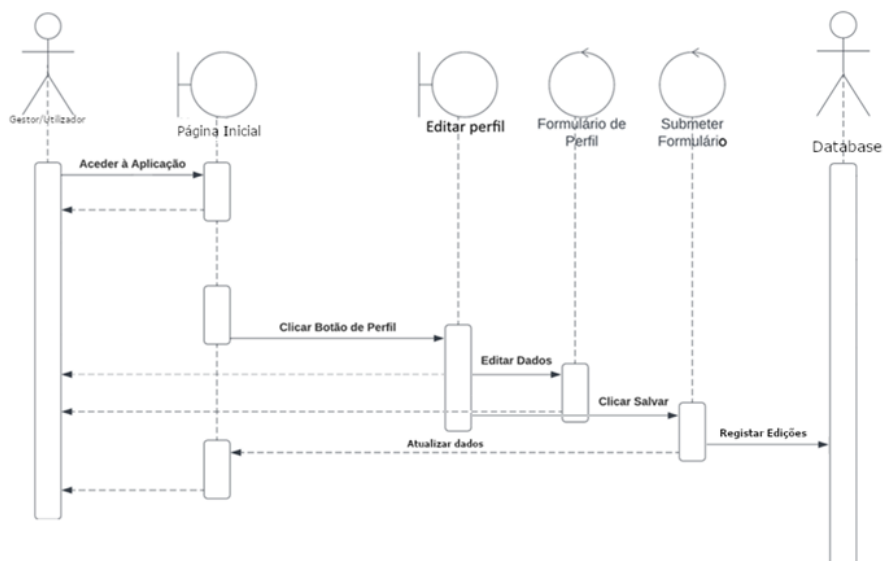 Gestor/Utilizador
Página Inicial
Editar perfil
Formulário de
Perfil
Submeter
Formulário
Database
Aceder à Aplicação
Clicar Botão de Perfil
Editar Dados
Clicar Salvar
Registar Edições
Atualizar dados